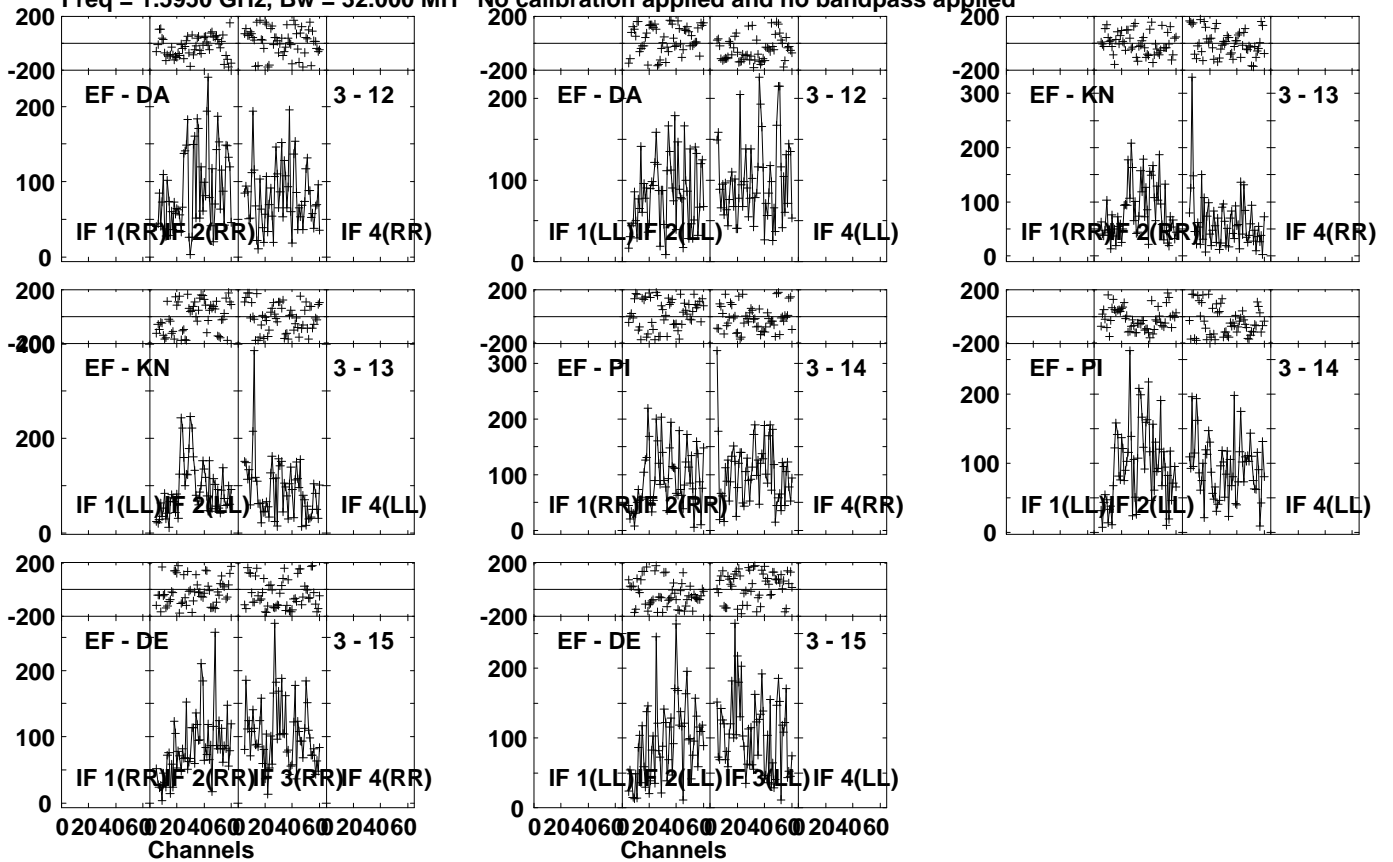 Freq = 1.5950 GHz, Bw = 32.000 MH No calibration applied and no bandpass applied
200
-200
EF - DA 3 - 12
200
100
IF 1(RR) IF 2(RR) IF 4(RR)
0
200
-200
EF - DA 3 - 12
200
100
IF 1(LL) IF 2(LL) IF 4(LL)
0
200
-200
EF - KN 3 - 13
300
200
100
IF 1(RR) IF 2(RR) IF 4(RR)
0
200
-200
400
EF - KN 3 - 13
200
IF 1(LL) IF 2(LL) IF 4(LL)
0
200
-200
300
EF - PI 3 - 14
200
100
IF 1(RR) IF 2(RR) IF 4(RR)
0
200
-200
EF - PI 3 - 14
200
100
IF 1(LL) IF 2(LL) IF 4(LL)
0
200
-200
EF - DE 3 - 15
200
100
IF 1(RR) IF 2(RR) IF 3(RR) IF 4(RR)
0
0 20 40 60 0 20 40 60 0 20 40 60 0 20 40 60
Channels
200
-200
EF - DE 3 - 15
200
100
IF 1(LL) IF 2(LL) IF 3(LL) IF 4(LL)
0
0 20 40 60 0 20 40 60 0 20 40 60 0 20 40 60
Channels